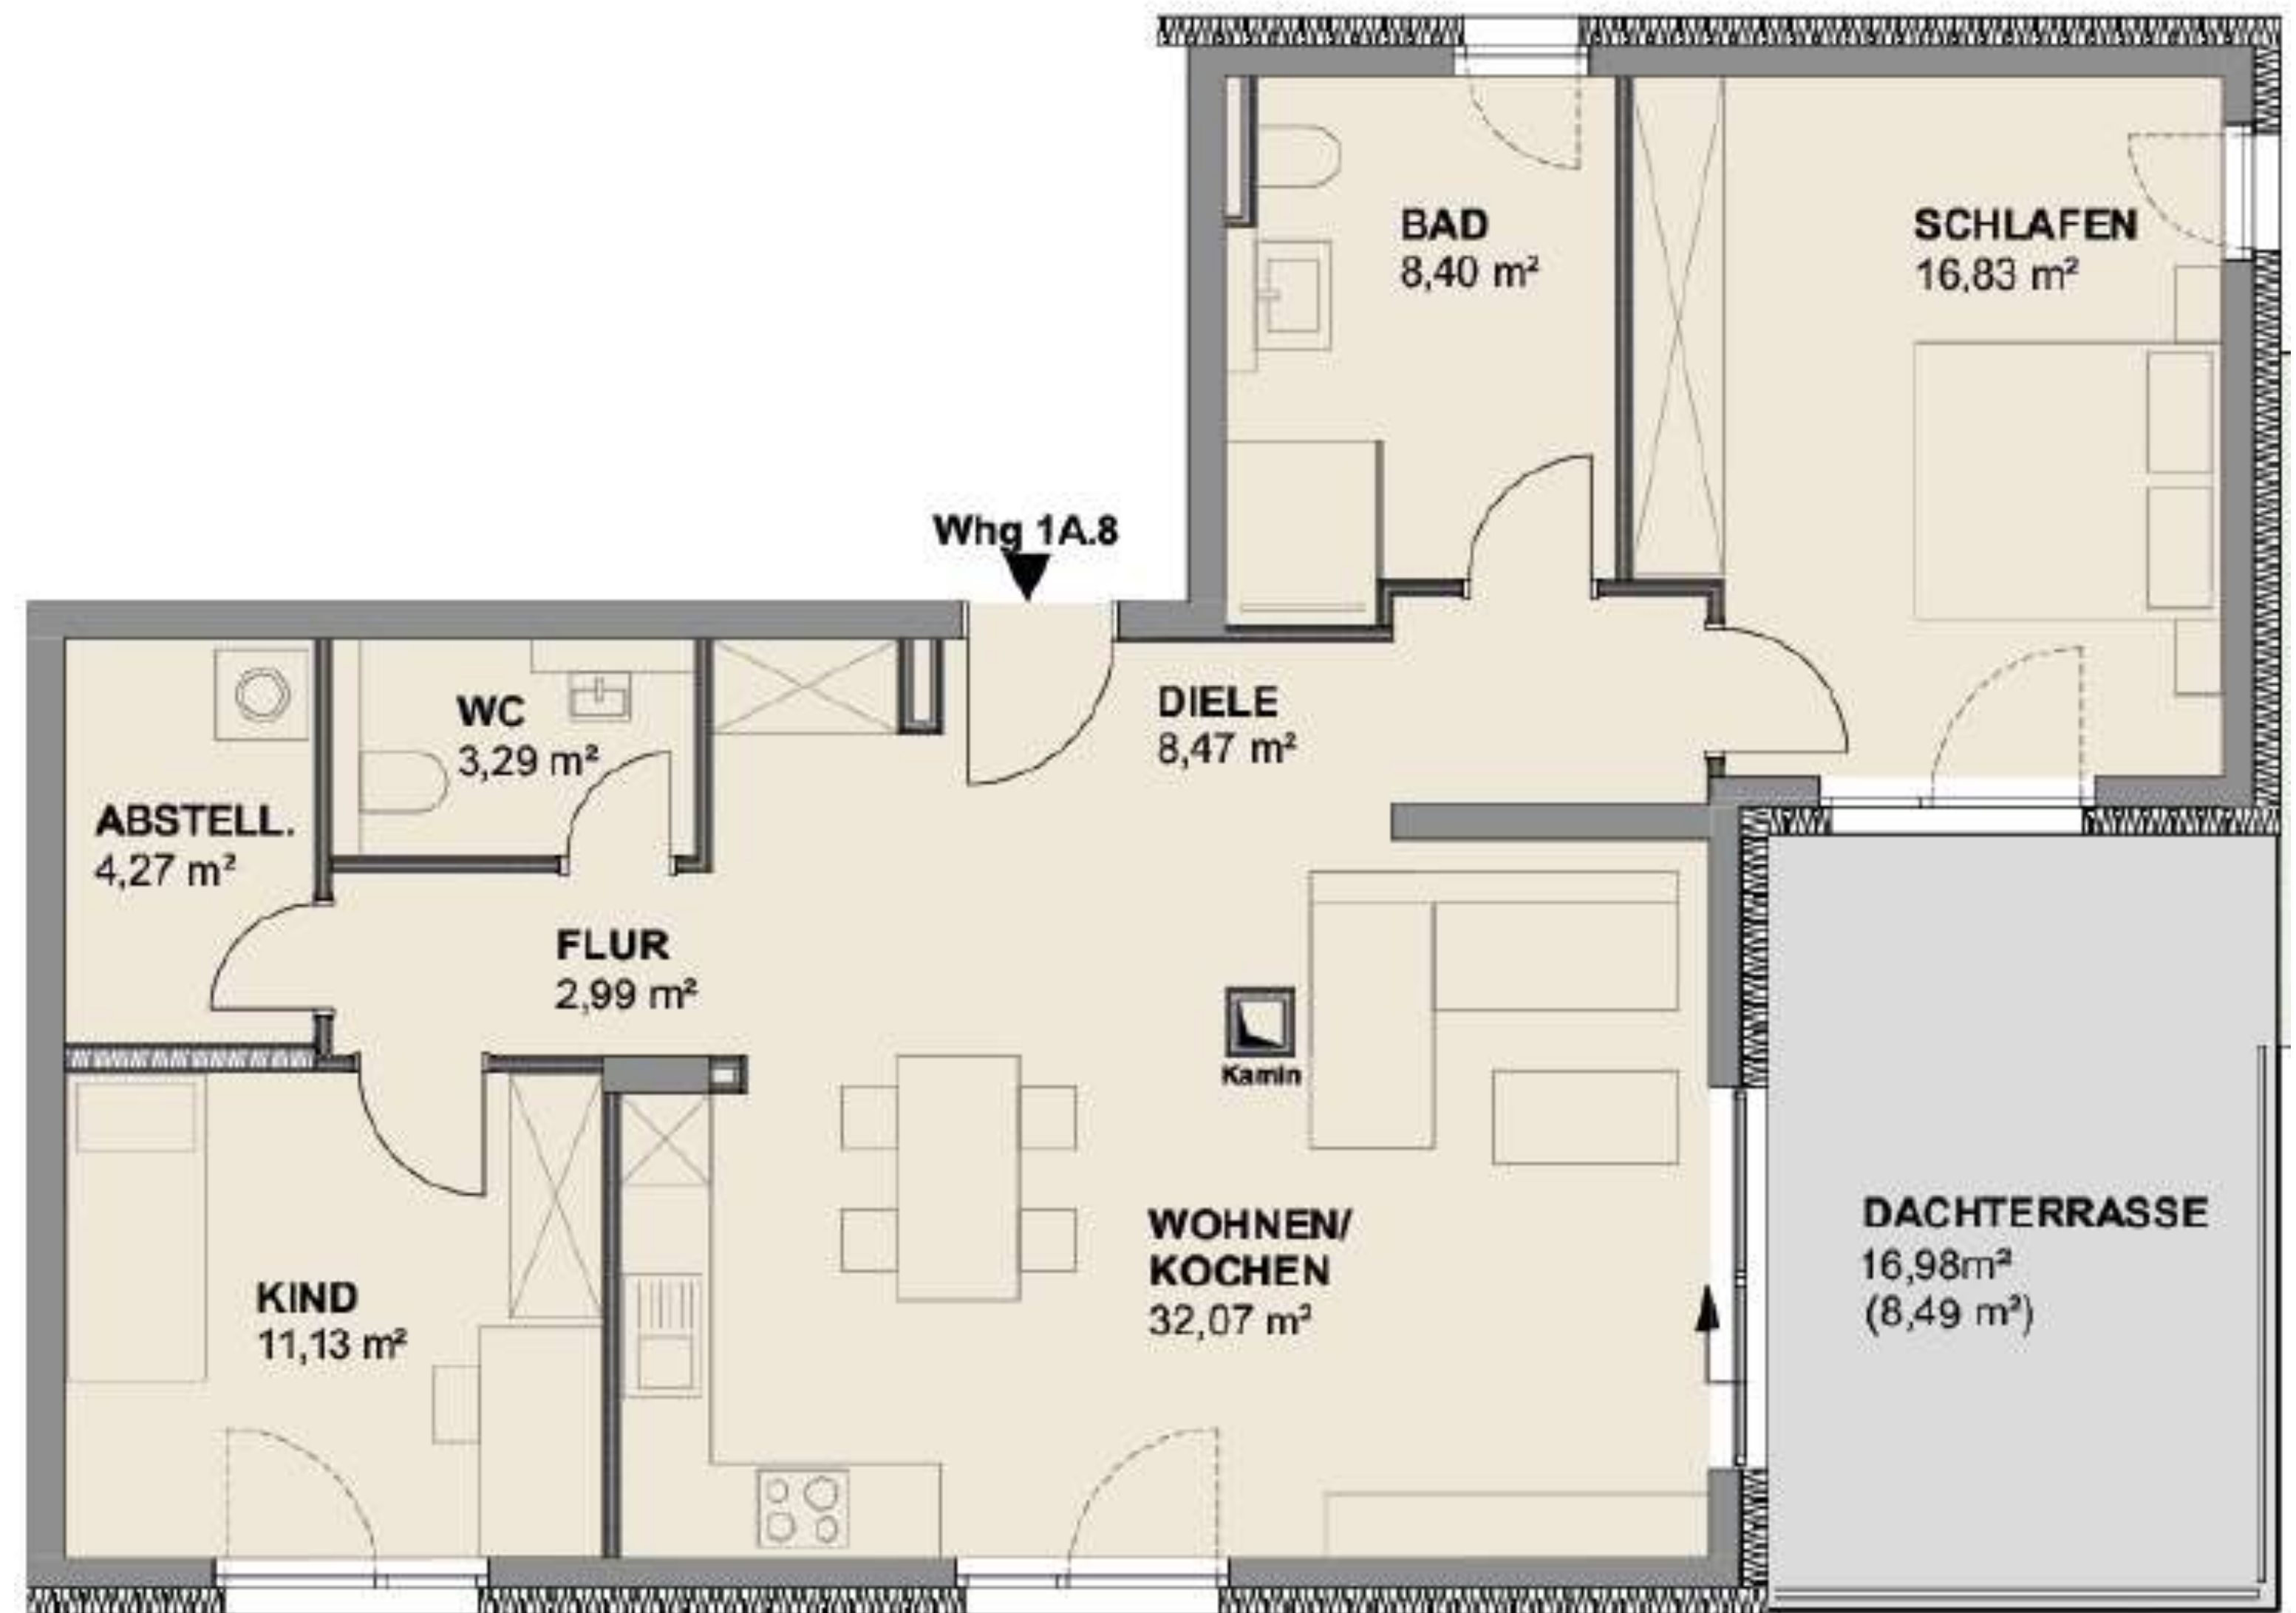 BAD
8,40 m²
SCHLAFEN
16,83 m²
Whg 1A.8
WC
3,29 m²
DIELE
8,47 m²
ABSTELL.
4,27 m²
FLUR
2,99 m²
Kamin
WOHNEN/
KOCHEN
32,07 m²
DACHTERRASSE
16,98m²
(8,49 m²)
KIND
11,13 m²